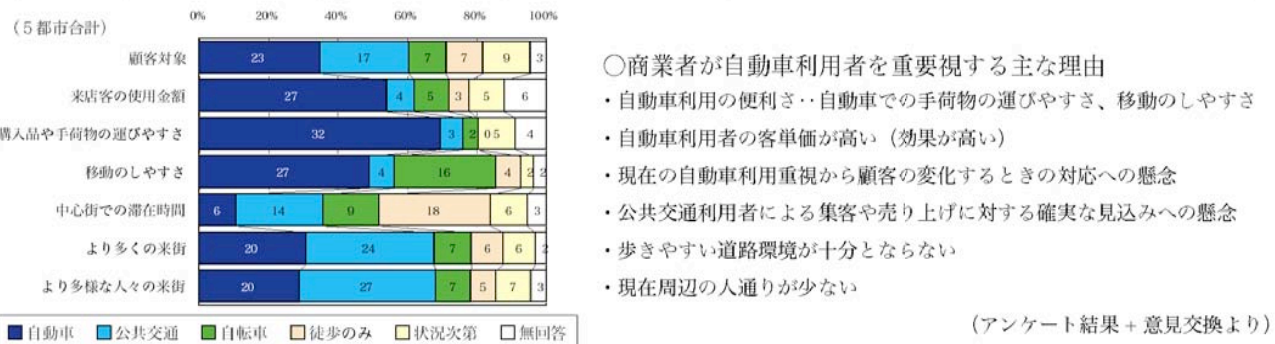 (5都市合計)
0% 20% 40% 60% 80% 100%
顧客対象 23 17 7 7 9 3
来店客の使用金額 27 4 5 3 5 6
購入品や手荷物の運びやすさ 32 3 2 0 5 4
移動のしやすさ 27 4 16 4 2 2
中心街での滞在時間 6 14 9 18 6 3
より多くの来街 20 24 7 6 6 2
より多様な人々の来街 20 27 7 5 7 3
自動車 公共交通 自転車 徒歩のみ 状況次第 無回答
○商業者が自動車利用者を重要視する主な理由
・自動車利用の便利さ‥自動車での手荷物の運びやすさ、移動のしやすさ
・自動車利用者の客単価が高い(効果が高い)
・現在の自動車利用重視から顧客の変化するときの対応への懸念
・公共交通利用者による集客や売り上げに対する確実な見込みへの懸念
・歩きやすい道路環境が十分とならない
・現在周辺の人通りが少ない
(アンケート結果+意見交換より)